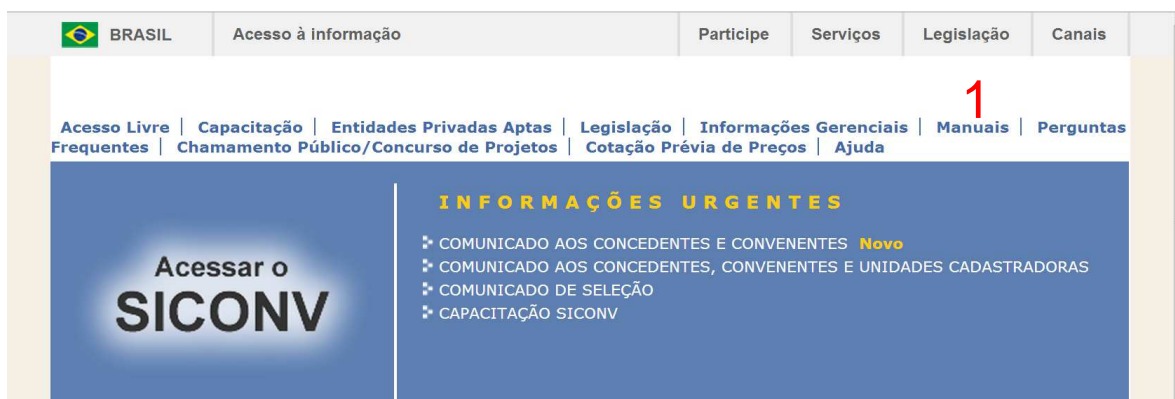 BRASIL Acesso à informação Participe Serviços Legislação Canais
1
Acesso Livre | Capacitação | Entidades Privadas Aptas | Legislação | Informações Gerenciais | Manuais | Perguntas
Frequentes | Chamamento Público/Concurso de Projetos | Cotação Prévia de Preços | Ajuda
INFORMAÇÕES URGENTES
COMUNICADO AOS CONCEDENTES E CONVENENTES Novo
COMUNICADO AOS CONCEDENTES, CONVENENTES E UNIDADES CADASTRADORAS
COMUNICADO DE SELEÇÃO
CAPACITAÇÃO SICONV
Acessar o
SICONV